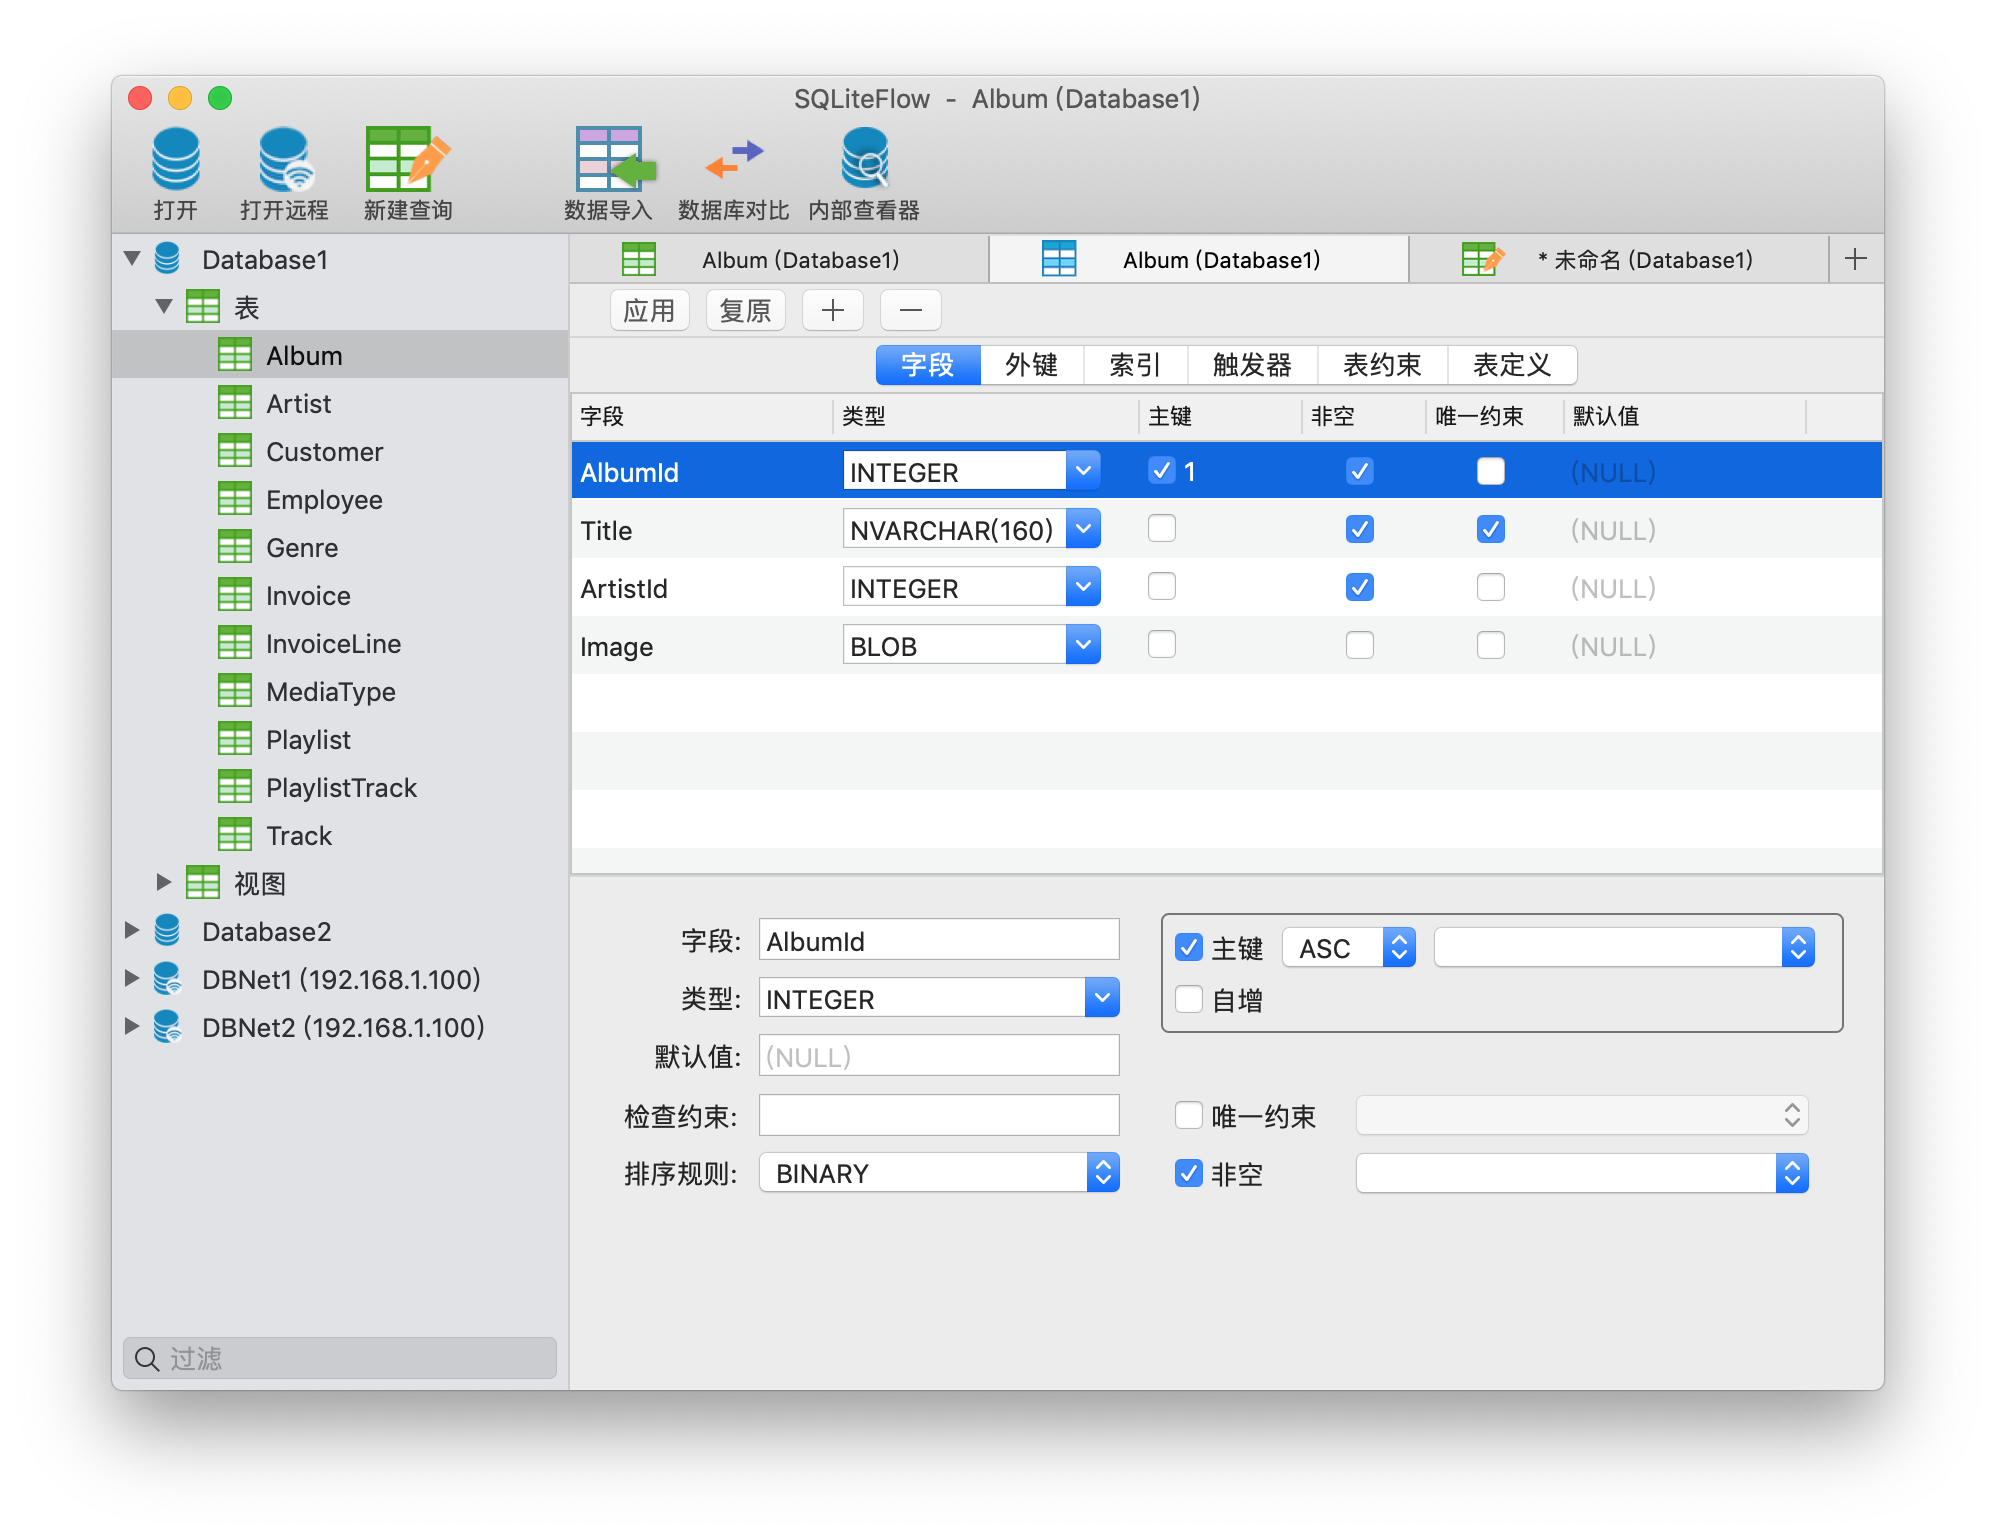 SQLiteFlow - Album (Database1)
打开 打开远程 新建查询 数据导入 数据库对比 内部查看器
Database1
表
Album
Artist
Customer
Employee
Genre
Invoice
InvoiceLine
MediaType
Playlist
PlaylistTrack
Track
视图
Database2
DBNet1 (192.168.1.100)
DBNet2 (192.168.1.100)
过滤
Album (Database1) Album (Database1) * 未命名 (Database1)
应用 复原
字段 外键 索引 触发器 表约束 表定义
字段 类型 主键 非空 唯一约束 默认值
AlbumId INTEGER 1 (NULL)
Title NVARCHAR(160) (NULL)
ArtistId INTEGER (NULL)
Image BLOB (NULL)
字段: AlbumId
类型: INTEGER
默认值: (NULL)
检查约束:
排序规则: BINARY
主键 ASC
自增
唯一约束
非空